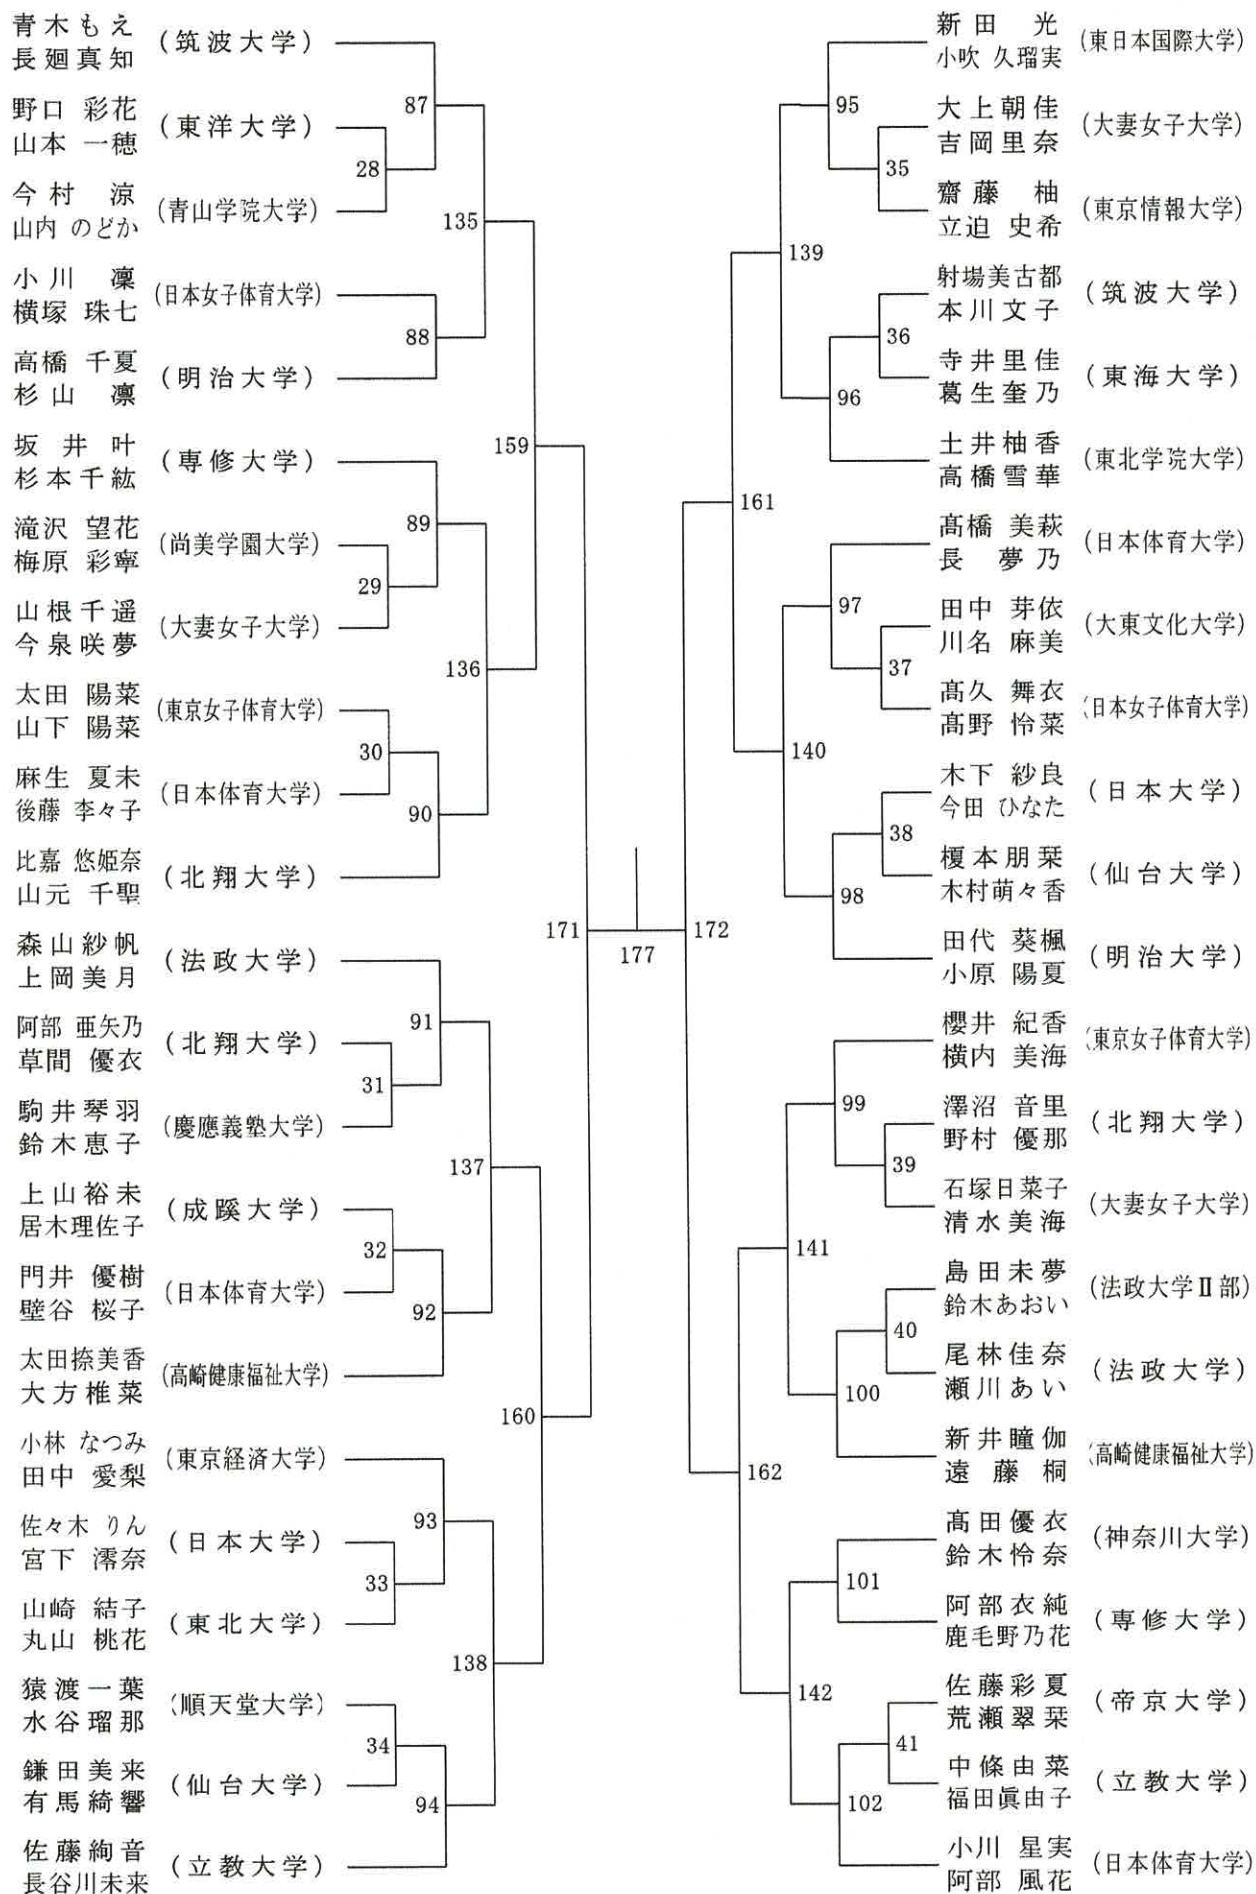 青木もえ
長廻真知
(筑波大学)
野口 彩花
山本 一穂
(東洋大学)
今村 涼
山内 のどか
(青山学院大学)
小川 凜
横塚 珠七
(日本女子体育大学)
高橋 千夏
杉山 凜
(明治大学)
坂井 叶
杉本千紘
(専修大学)
滝沢 望花
梅原 彩寧
(尚美学園大学)
山根千遥
今泉咲夢
(大妻女子大学)
太田 陽菜
山下 陽菜
(東京女子体育大学)
麻生 夏未
後藤 李々子
(日本体育大学)
比嘉 悠姫奈
山元 千聖
(北翔大学)
森山紗帆
上岡美月
(法政大学)
阿部 亜矢乃
草間 優衣
(北翔大学)
駒井琴羽
鈴木恵子
(慶應義塾大学)
上山裕未
居木理佐子
(成蹊大学)
門井 優樹
壁谷 桜子
(日本体育大学)
太田捺美香
大方椎菜
(高崎健康福祉大学)
小林 なつみ
田中 愛梨
(東京経済大学)
佐々木 りん
宮下 澪奈
(日本大学)
山崎 結子
丸山 桃花
(東北大学)
猿渡一葉
水谷瑠那
(順天堂大学)
鎌田美来
有馬綺響
(仙台大学)
佐藤絢音
長谷川未来
(立教大学)
87
28
135
88
159
89
29
136
30
90
171
91
31
137
32
92
160
93
33
138
34
94
177
172
新田 光
小吹 久瑠実
(東日本国際大学)
大上朝佳
吉岡里奈
(大妻女子大学)
齋藤 柚
立迫 史希
(東京情報大学)
射場美古都
本川文子
(筑波大学)
寺井里佳
葛生奎乃
(東海大学)
土井柚香
高橋雪華
(東北学院大学)
髙橋 美萩
長 夢乃
(日本体育大学)
田中 芽依
川名 麻美
(大東文化大学)
髙久 舞衣
髙野 怜菜
(日本女子体育大学)
木下 紗良
今田 ひなた
(日本大学)
榎本朋栞
木村萌々香
(仙台大学)
田代 葵楓
小原 陽夏
(明治大学)
櫻井 紀香
横内 美海
(東京女子体育大学)
澤沼 音里
野村 優那
(北翔大学)
石塚日菜子
清水美海
(大妻女子大学)
島田未夢
鈴木あおい
(法政大学Ⅱ部)
尾林佳奈
瀬川あい
(法政大学)
新井瞳伽
遠藤桐
(高崎健康福祉大学)
髙田優衣
鈴木怜奈
(神奈川大学)
阿部衣純
鹿毛野乃花
(専修大学)
佐藤彩夏
荒瀬翠栞
(帝京大学)
中條由菜
福田眞由子
(立教大学)
小川 星実
阿部 風花
(日本体育大学)
95
35
139
36
96
161
97
37
140
38
98
99
39
141
40
100
162
101
142
41
102